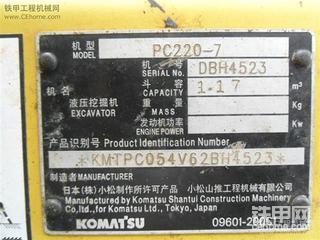 铁甲工程机械网
www.CEhome.com
机型 MODEL PC220-7
机号 SERIAL NO. DBH4523
机名
液压挖掘机 EXCAVATOR
斗容 CAPACITY 1.17 m³
质量 MASS Kg
发动机功率 ENGINE POWER Kw
产品识别号 Product Identification Number
*KMTPC054V62BH4523*
制造者 MANUFACTURER
日本(株)小松制作所许可产品 小松山推工程机械有限公司
Manufactured by Komatsu Shantui Construction Machinery
Co., Ltd., for Komatsu Ltd., Tokyo, Japan
KOMATSU